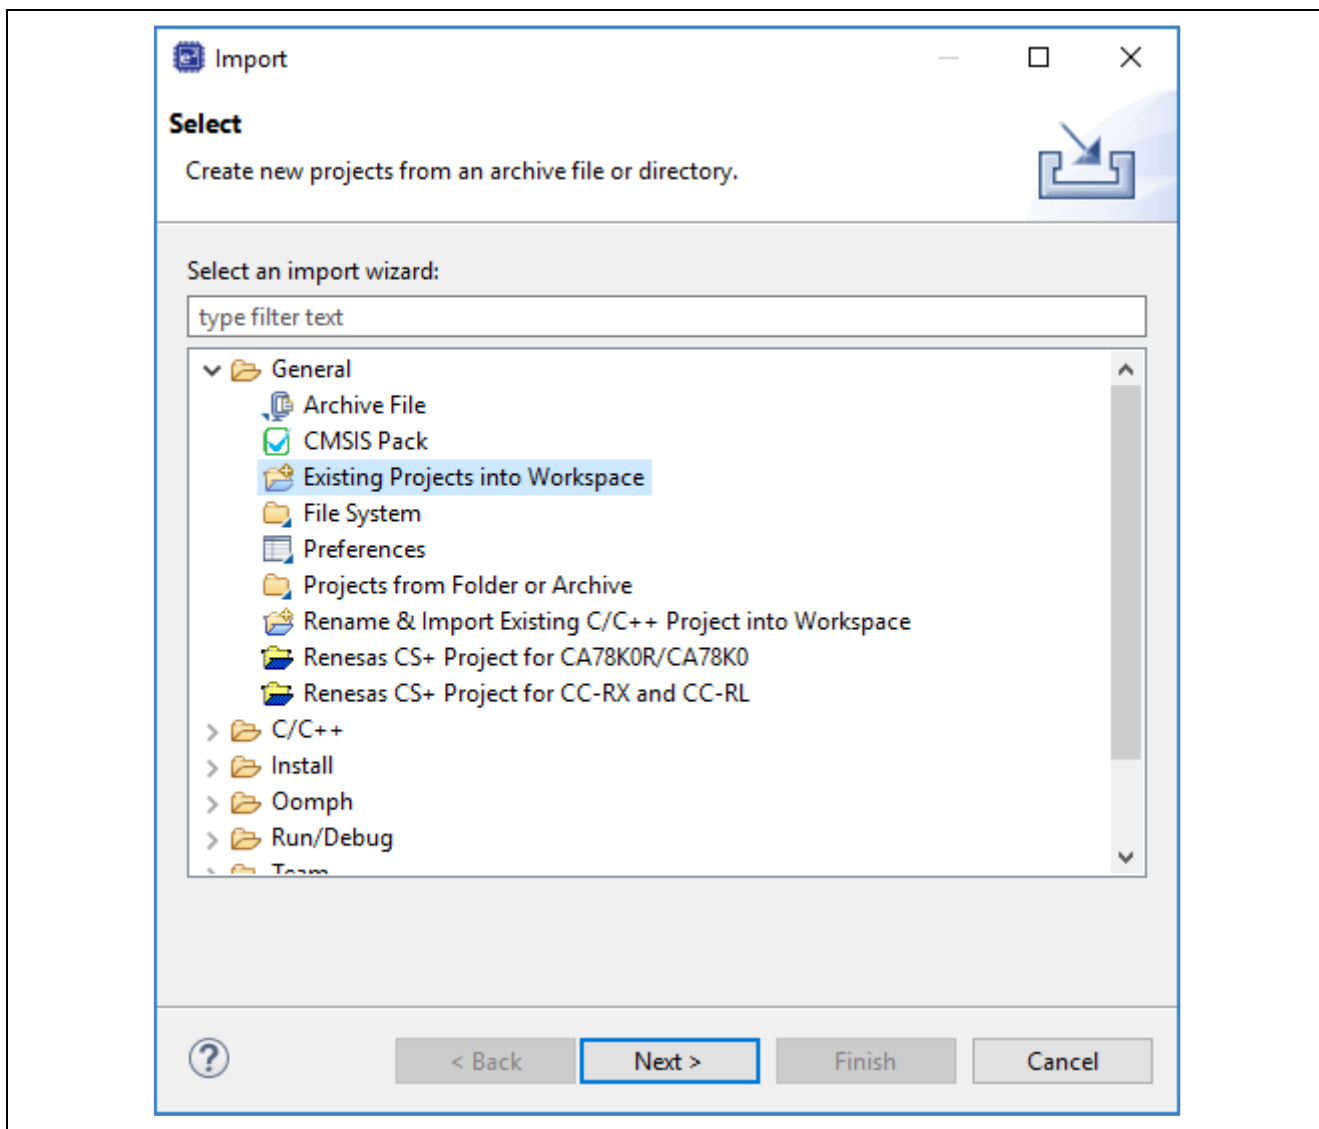 Import
Select
Create new projects from an archive file or directory.
Select an import wizard:
type filter text
General
Archive File
CMSIS Pack
Existing Projects into Workspace
File System
Preferences
Projects from Folder or Archive
Rename & Import Existing C/C++ Project into Workspace
Renesas CS+ Project for CA78K0R/CA78K0
Renesas CS+ Project for CC-RX and CC-RL
C/C++
Install
Oomph
Run/Debug
Team
< Back
Next >
Finish
Cancel